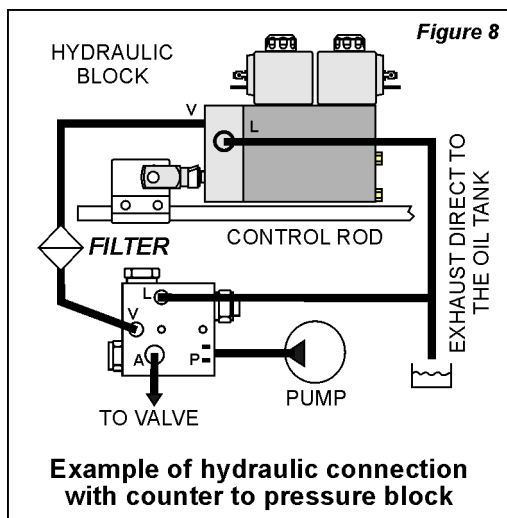 Figure 8
HYDRAULIC
BLOCK
V
L
EXHAUST DIRECT TO
THE OIL TANK
CONTROL ROD
FILTER
L
V
A
P
PUMP
TO VALVE
Example of hydraulic connection
with counter to pressure block